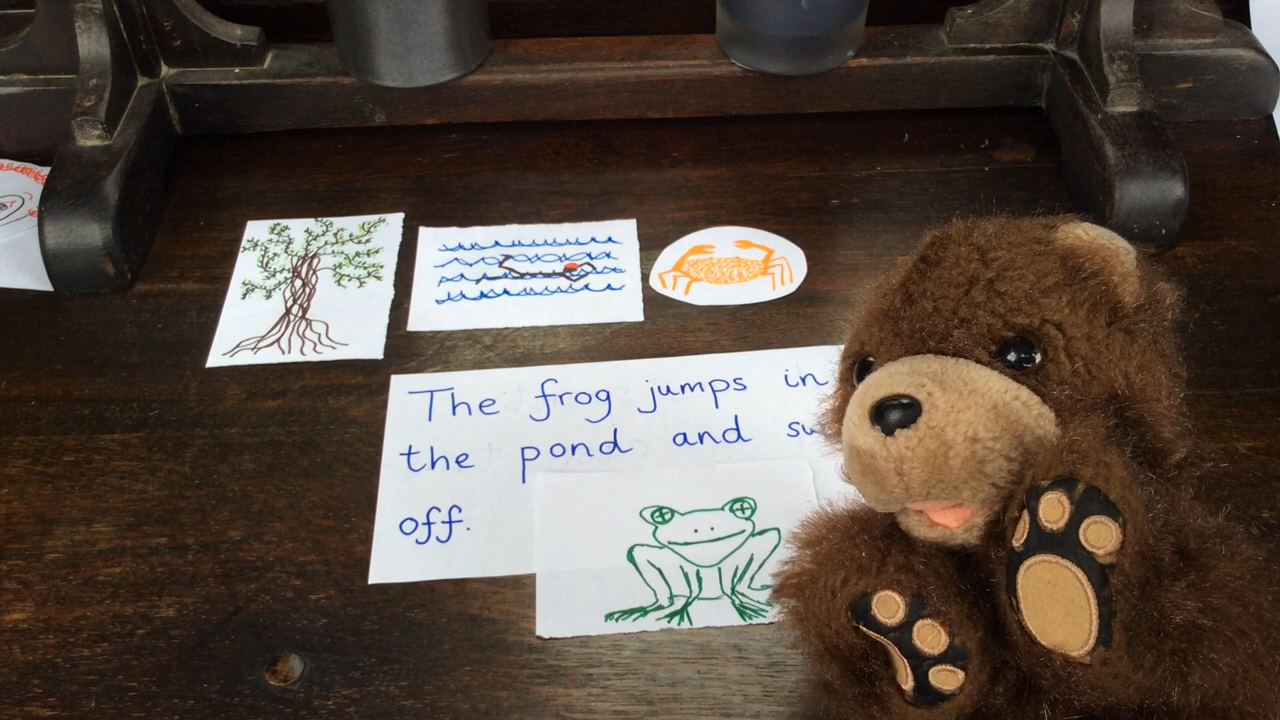 The frog jumps in
the pond and
off.